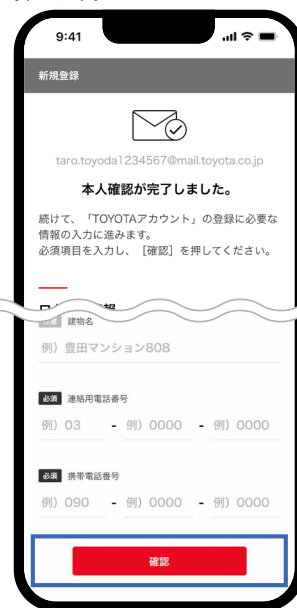 9:41
新規登録
taro.toyoda1234567@mail.toyota.co.jp
本人確認が完了しました。
続けて、「TOYOTAアカウント」の登録に必要な
情報の入力に進みます。
必須項目を入力し、[確認]を押してください。
建物名
例）豊田マンション808
必須 連絡用電話番号
例）03 - 例）0000 - 例）0000
必須 携帯電話番号
例）090 - 例）0000 - 例）0000
確認